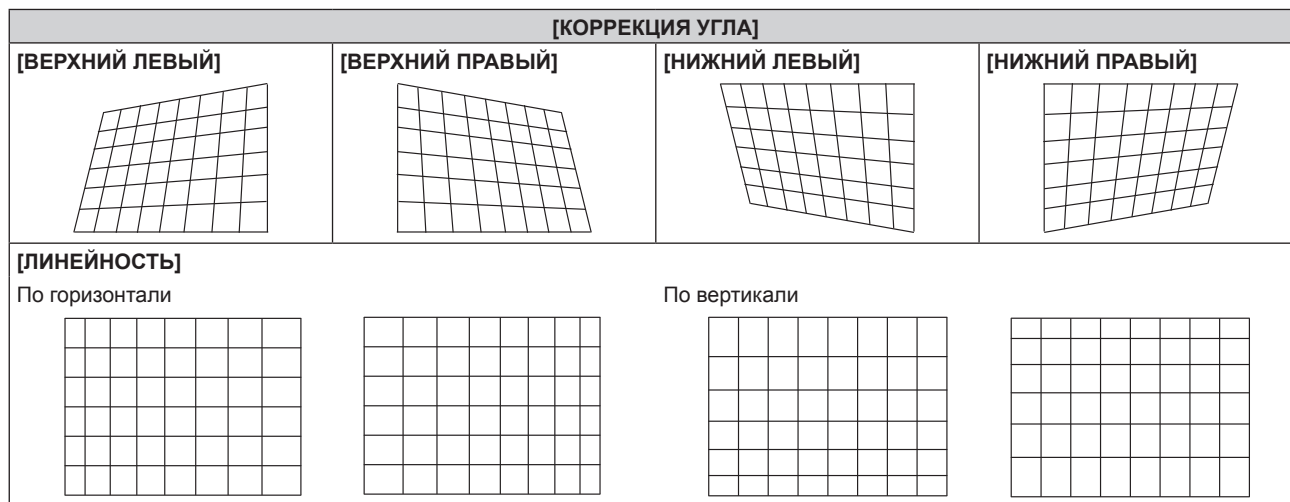 [КОРРЕКЦИЯ УГЛА]
[ВЕРХНИЙ ЛЕВЫЙ]
[ВЕРХНИЙ ПРАВЫЙ]
[НИЖНИЙ ЛЕВЫЙ]
[НИЖНИЙ ПРАВЫЙ]
[ЛИНЕЙНОСТЬ]
По горизонтали
По вертикали